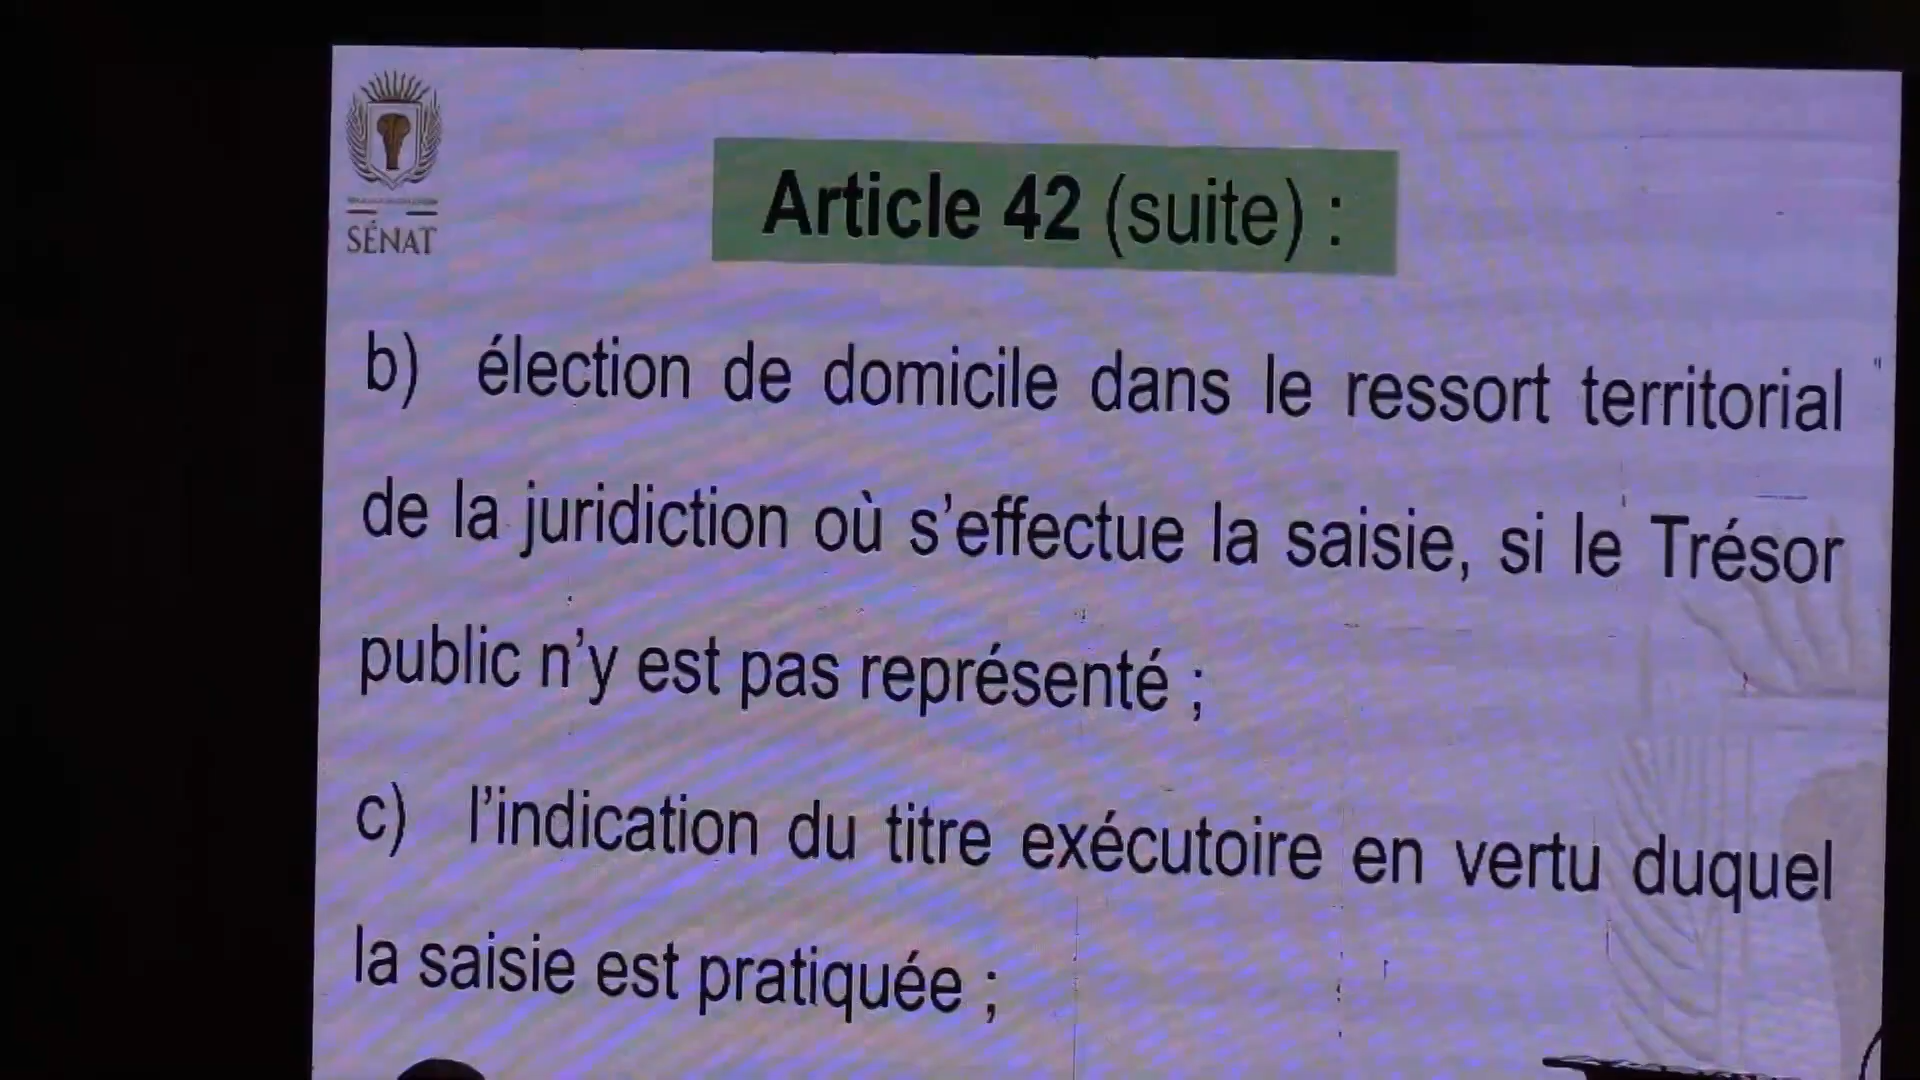 SÉNAT
Article 42 (suite) :
b) élection de domicile dans le ressort territorial
de la juridiction où s'effectue la saisie, si le Trésor
public n'y est pas représenté ;
c) l'indication du titre exécutoire en vertu duquel
la saisie est pratiquée ;